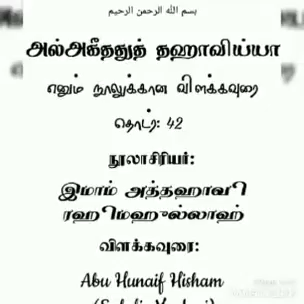 بسم الله الرحمن الرحيم
அல்அகீததுத் தஹாவிய்யா
எனும் நூலுக்கான விளக்கவுரை
தொடர்: 42
நூலாசிரியர்:
இமாம் அத்தஹாவி
ரஹிமஹுல்லாஹ்
விளக்கவுரை:
Abu Hunaif Hisham